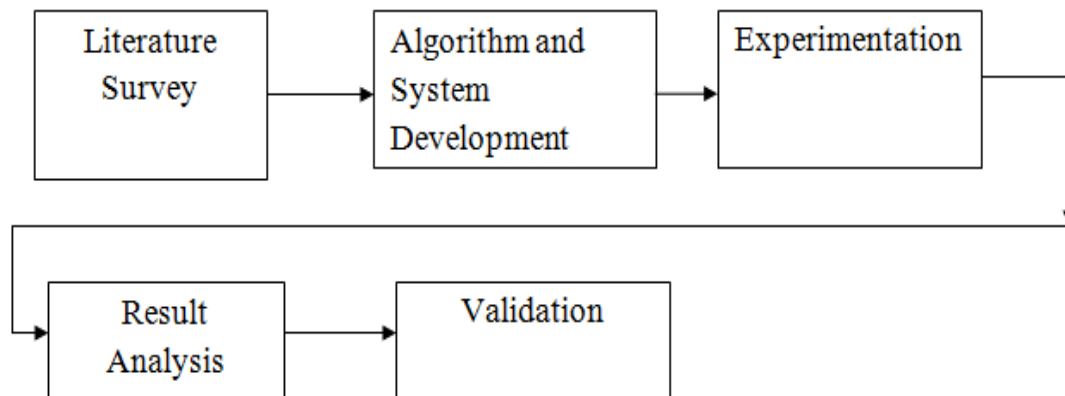 Literature
Survey
Algorithm and
System
Development
Experimentation
Result
Analysis
Validation